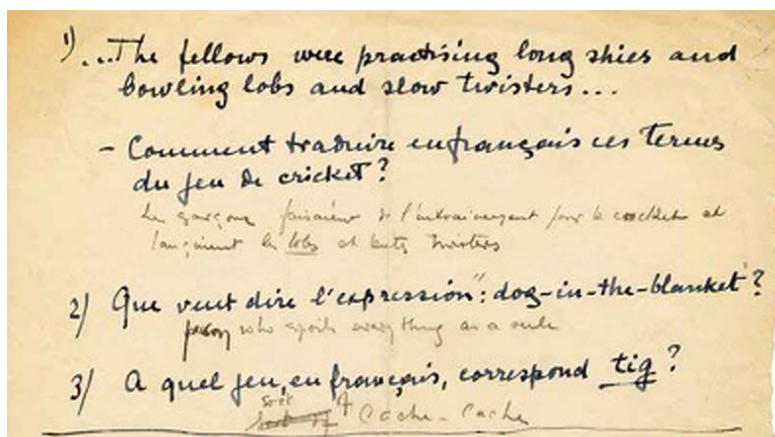 1) ...The fellows were practising long shies and
bowling lobs and slow twisters...
- Comment traduire en français ces termes
du jeu de cricket?
Les garçons faisaient de l'entrainement pour le cricket et
lançaient les lobs et twisters
2) Que veut dire l'expression": dog-in-the-blanket"?
person who spoils everything as a rule
3) A quel jeu, en français, correspond tig?
sort of Cache-Cache